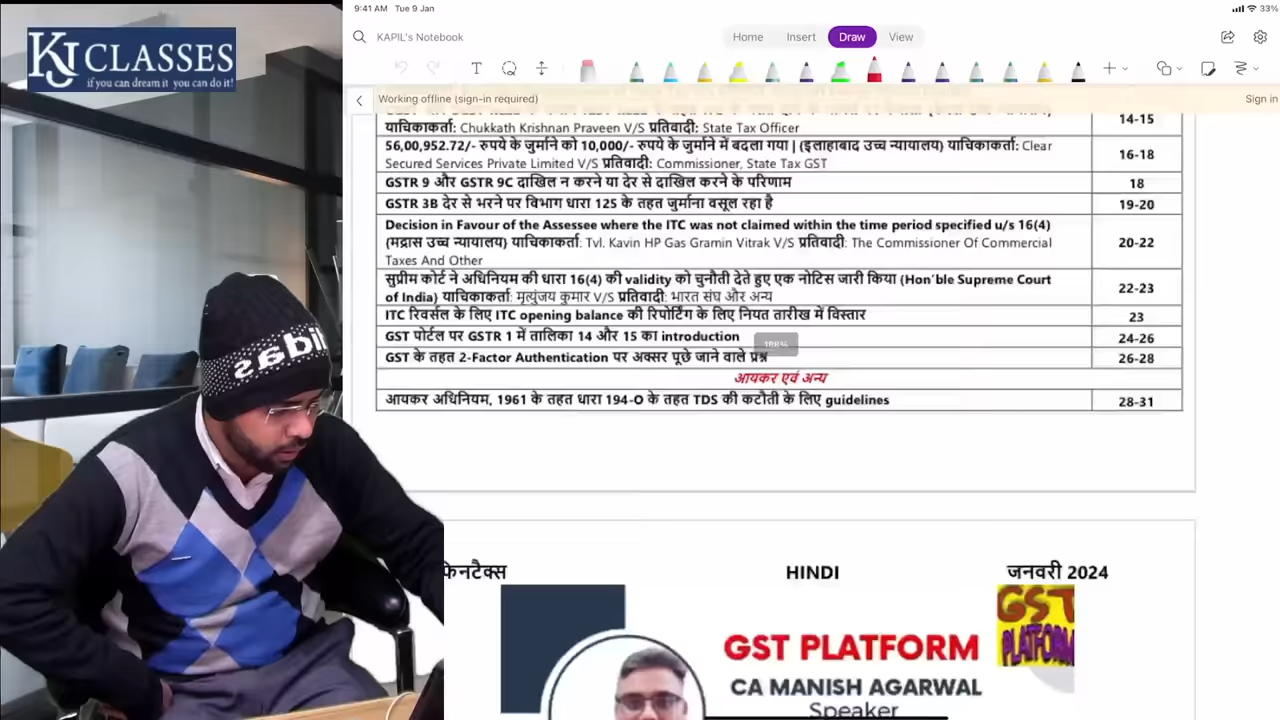 KJ CLASSES
if you can dream it you can do it!
9:41 AM Tue 9 Jan
33%
KAPIL's Notebook
Home Insert Draw View
Working offline (sign-in required)
Sign in
याचिकाकर्ता: Chukkath Krishnan Praveen V/S प्रतिवादी: State Tax Officer
14-15
56,00,952.72/- रुपये के जुर्माने को 10,000/- रुपये के जुर्माने में बदला गया | (इलाहाबाद उच्च न्यायालय) याचिकाकर्ता: Clear
Secured Services Private Limited V/S प्रतिवादी: Commissioner, State Tax GST
16-18
GSTR 9 और GSTR 9C दाखिल न करने या देर से दाखिल करने के परिणाम
18
GSTR 3B देर से भरने पर विभाग धारा 125 के तहत जुर्माना वसूल रहा है
19-20
Decision in Favour of the Assessee where the ITC was not claimed within the time period specified u/s 16(4)
(मद्रास उच्च न्यायालय) याचिकाकर्ता: Tvl. Kavin HP Gas Gramin Vitrak V/S प्रतिवादी: The Commissioner Of Commercial
Taxes And Other
20-22
सुप्रीम कोर्ट ने अधिनियम की धारा 16(4) की validity को चुनौती देते हुए एक नोटिस जारी किया (Hon'ble Supreme Court
of India) याचिकाकर्ता: मृत्युंजय कुमार V/S प्रतिवादी: भारत संघ और अन्य
22-23
ITC रिवर्सल के लिए ITC opening balance की रिपोर्टिंग के लिए नियत तारीख में विस्तार
23
GST पोर्टल पर GSTR 1 में तालिका 14 और 15 का introduction
24-26
GST के तहत 2-Factor Authentication पर अक्सर पूछे जाने वाले प्रश्न
26-28
आयकर एवं अन्य
आयकर अधिनियम, 1961 के तहत धारा 194-O के तहत TDS की कटौती के लिए guidelines
28-31
फिनटैक्स HINDI जनवरी 2024
GST PLATFORM
GST PLATFORM
CA MANISH AGARWAL
Speaker